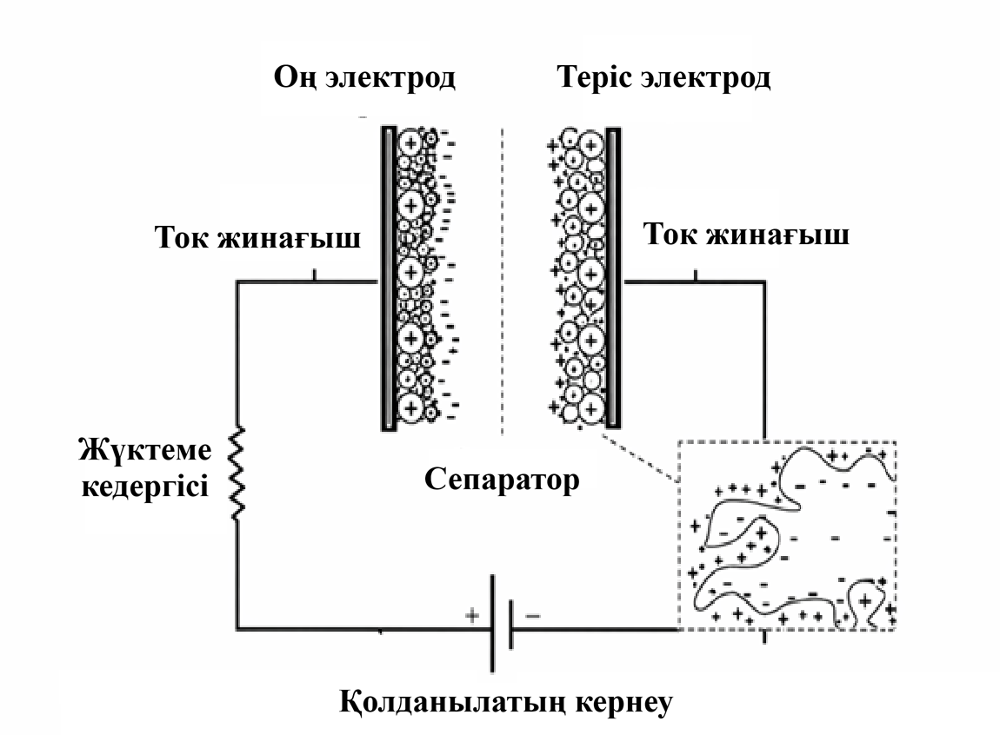 Оң электрод
Теріс электрод
Ток жинағыш
Ток жинағыш
Жүктеме
кедергісі
Сепаратор
+ −
Қолданылатың кернеу